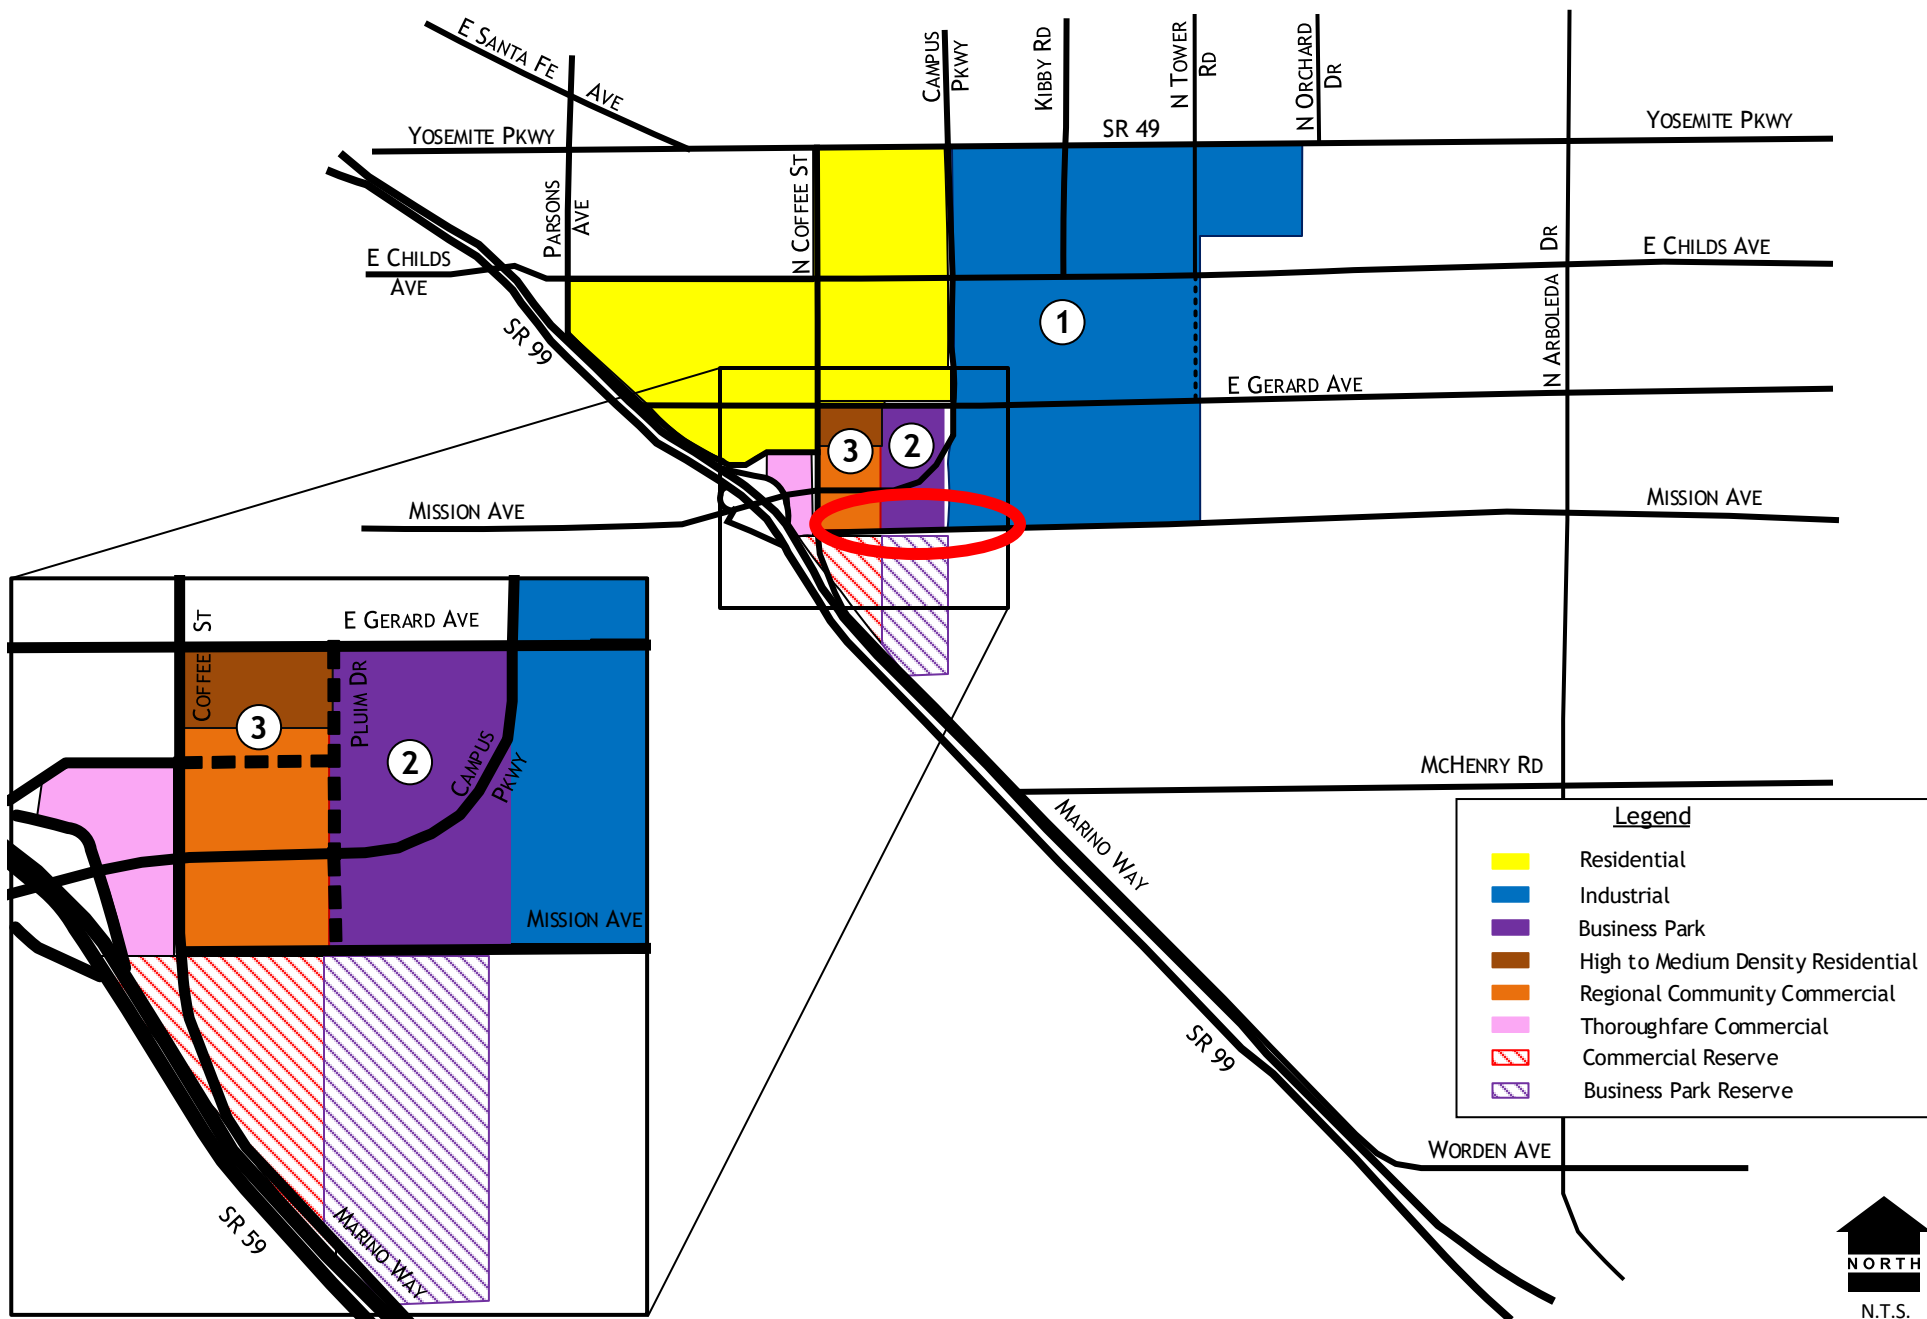 E SANTA FE
AVE
CAMPUS
PKWY
KIBBY RD
N TOWER
RD
N ORCHARD
DR
YOSEMITE PKWY
SR 49
YOSEMITE PKWY
PARSONS
AVE
N COFFEE ST
N ARBOLEDA DR
E CHILDS
AVE
E CHILDS AVE
SR 99
1
E GERARD AVE
3
2
MISSION AVE
MISSION AVE
COFFEE ST
E GERARD AVE
PLUIM DR
3
2
CAMPUS
PKWY
MISSION AVE
SR 59
MARINO WAY
MCHENRY RD
MARINO WAY
SR 99
Legend
Residential
Industrial
Business Park
High to Medium Density Residential
Regional Community Commercial
Thoroughfare Commercial
Commercial Reserve
Business Park Reserve
WORDEN AVE
NORTH
N.T.S.